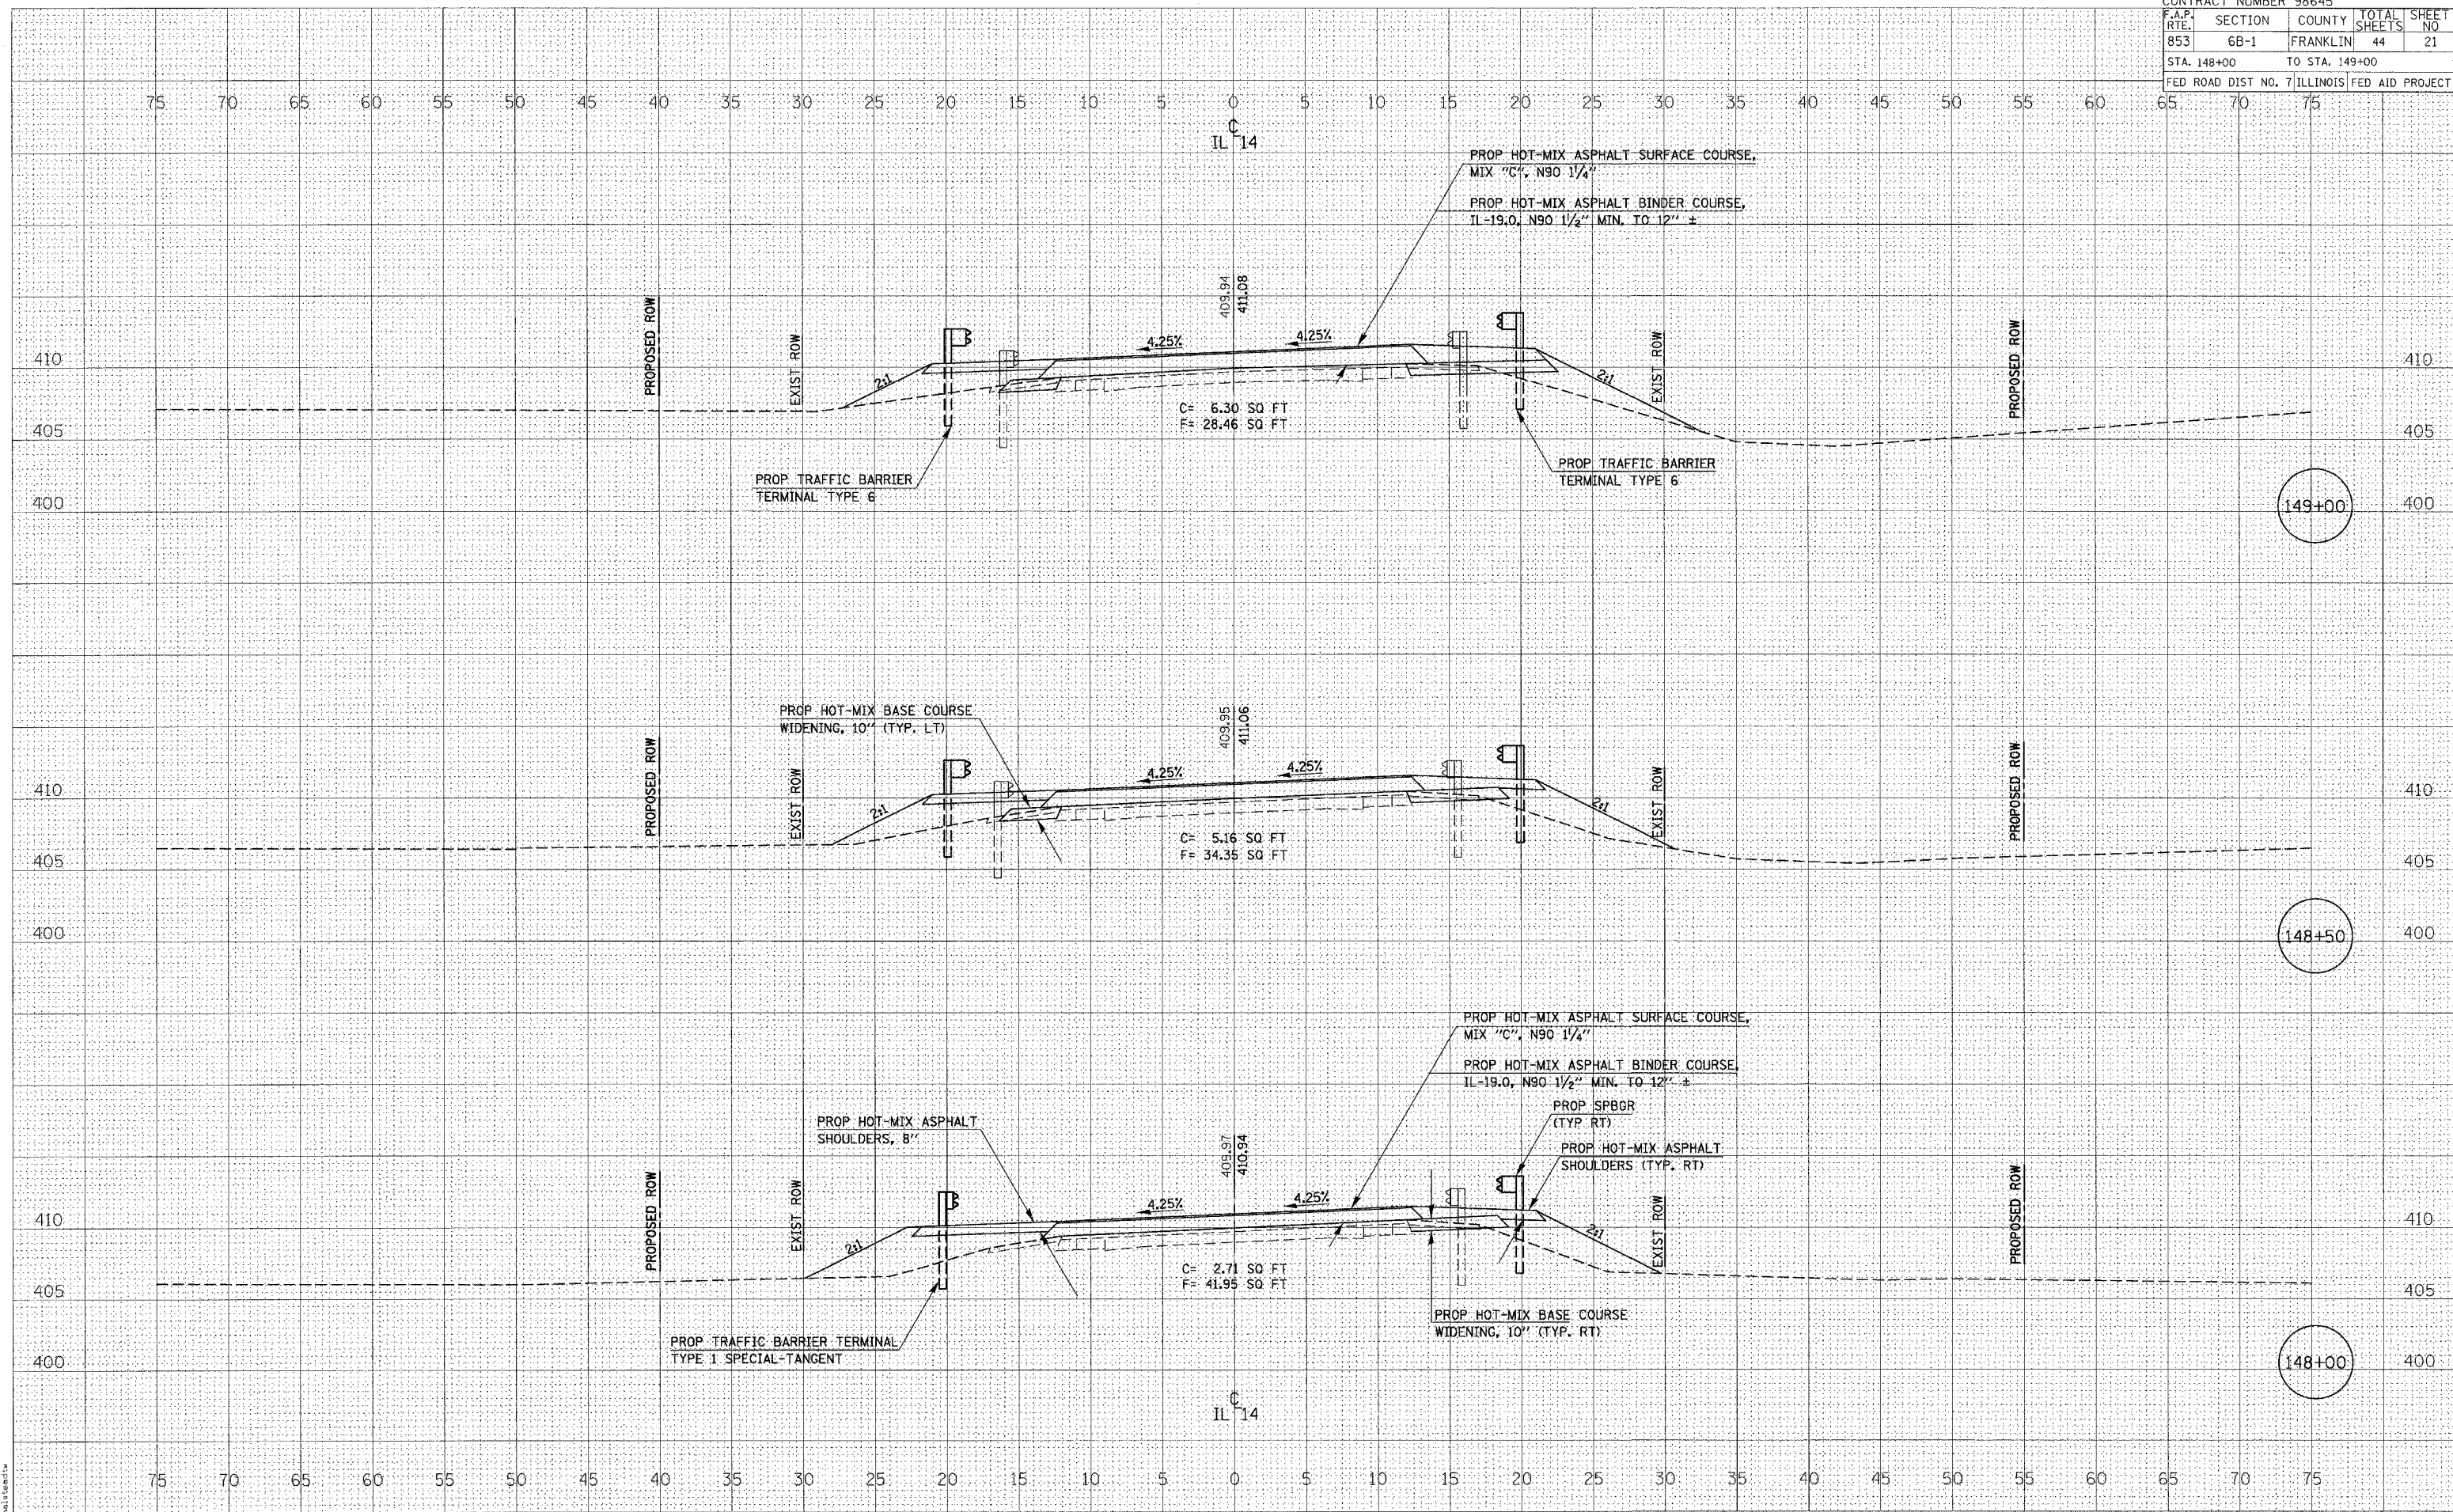 CONTRACT NUMBER 98645
F.A.P. RTE. SECTION COUNTY TOTAL SHEETS SHEET NO
853 6B-1 FRANKLIN 44 21
STA. 148+00 TO STA. 149+00
FED ROAD DIST NO. 7 ILLINOIS FED AID PROJECT
75 70 65 60 55 50 45 40 35 30 25 20 15 10 5 0 5 10 15 20 25 30 35 40 45 50 55 60 65 70 75
C
IL 14
PROP HOT-MIX ASPHALT SURFACE COURSE,
MIX "C", N90 1 1/4"
PROP HOT-MIX ASPHALT BINDER COURSE,
IL-19.0, N90 1 1/2" MIN. TO 12" ±
409.94
411.08
PROPOSED ROW
EXIST ROW
4.25%
4.25%
EXIST ROW
PROPOSED ROW
410
410
2:1
2:1
C= 6.30 SQ FT
F= 28.46 SQ FT
405
405
PROP TRAFFIC BARRIER
TERMINAL TYPE 6
PROP TRAFFIC BARRIER
TERMINAL TYPE 6
400
149+00
400
PROP HOT-MIX BASE COURSE
WIDENING, 10" (TYP. LT)
409.95
411.06
PROPOSED ROW
EXIST ROW
4.25%
4.25%
EXIST ROW
PROPOSED ROW
410
410
2:1
2:1
C= 5.16 SQ FT
F= 34.35 SQ FT
405
405
400
148+50
400
PROP HOT-MIX ASPHALT SURFACE COURSE,
MIX "C", N90 1 1/4"
PROP HOT-MIX ASPHALT BINDER COURSE,
IL-19.0, N90 1 1/2" MIN. TO 12" ±
PROP SPBGR
(TYP RT)
PROP HOT-MIX ASPHALT
SHOULDERS, 8"
PROP HOT-MIX ASPHALT
SHOULDERS (TYP. RT)
409.97
410.94
PROPOSED ROW
EXIST ROW
4.25%
4.25%
EXIST ROW
PROPOSED ROW
410
410
2:1
2:1
C= 2.71 SQ FT
F= 41.95 SQ FT
405
405
PROP HOT-MIX BASE COURSE
WIDENING, 10" (TYP. RT)
PROP TRAFFIC BARRIER TERMINAL
TYPE 1 SPECIAL-TANGENT
400
148+00
400
C
IL 14
75 70 65 60 55 50 45 40 35 30 25 20 15 10 5 0 5 10 15 20 25 30 35 40 45 50 55 60 65 70 75